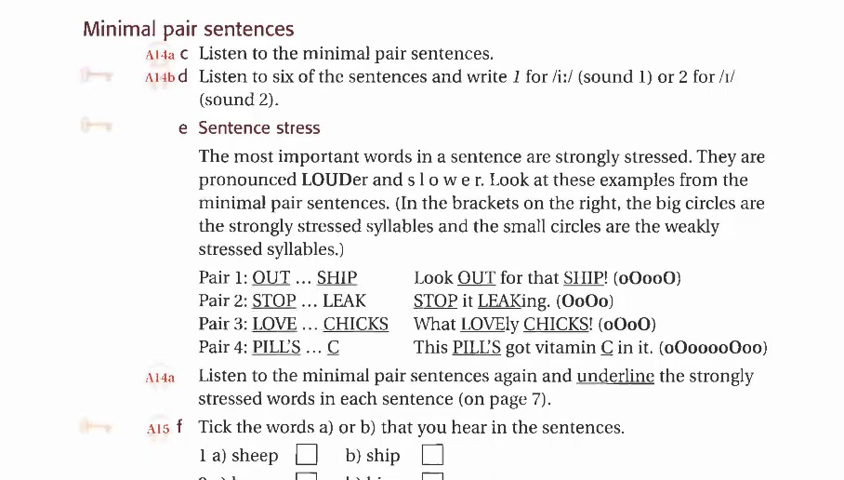 Minimal pair sentences
A14a c Listen to the minimal pair sentences.
A14b d Listen to six of the sentences and write 1 for /iː/ (sound 1) or 2 for /ɪ/
(sound 2).
e Sentence stress
The most important words in a sentence are strongly stressed. They are
pronounced LOUDer and s l o w e r. Look at these examples from the
minimal pair sentences. (In the brackets on the right, the big circles are
the strongly stressed syllables and the small circles are the weakly
stressed syllables.)
Pair 1: OUT ... SHIP Look OUT for that SHIP! (oOooO)
Pair 2: STOP ... LEAK STOP it LEAKing. (OoOo)
Pair 3: LOVE ... CHICKS What LOVEly CHICKS! (oOoO)
Pair 4: PILL'S ... C This PILL'S got vitamin C in it. (oOooooOoo)
A14a Listen to the minimal pair sentences again and underline the strongly
stressed words in each sentence (on page 7).
A15 f Tick the words a) or b) that you hear in the sentences.
1 a) sheep b) ship